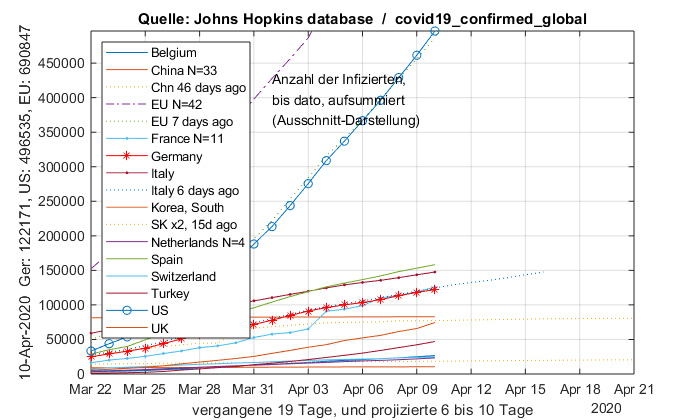 Quelle: Johns Hopkins database / covid19_confirmed_global
10-Apr-2020 Ger: 122171, US: 496535, EU: 690847
450000
400000
350000
300000
250000
200000
150000
100000
50000
0
Belgium
China N=33
Chn 46 days ago
EU N=42
EU 7 days ago
France N=11
Germany
Italy
Italy 6 days ago
Korea, South
SK x2, 15d ago
Netherlands N=4
Spain
Switzerland
Turkey
US
UK
Anzahl der Infizierten,
bis dato, aufsummiert
(Ausschnitt-Darstellung)
Mar 22 Mar 25 Mar 28 Mar 31 Apr 03 Apr 06 Apr 09 Apr 12 Apr 15 Apr 18 Apr 21
2020
vergangene 19 Tage, und projizierte 6 bis 10 Tage